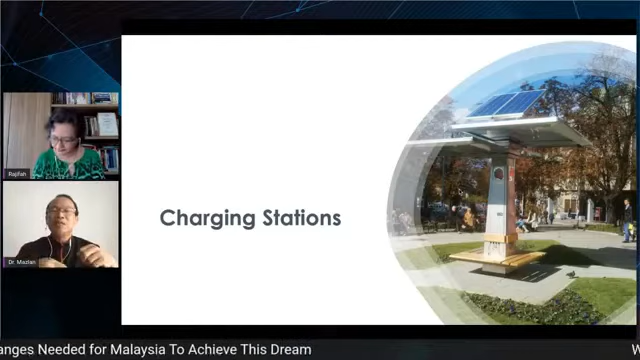 Charging Stations
Rajifah
Dr. Mazlan
anges Needed for Malaysia To Achieve This Dream
W